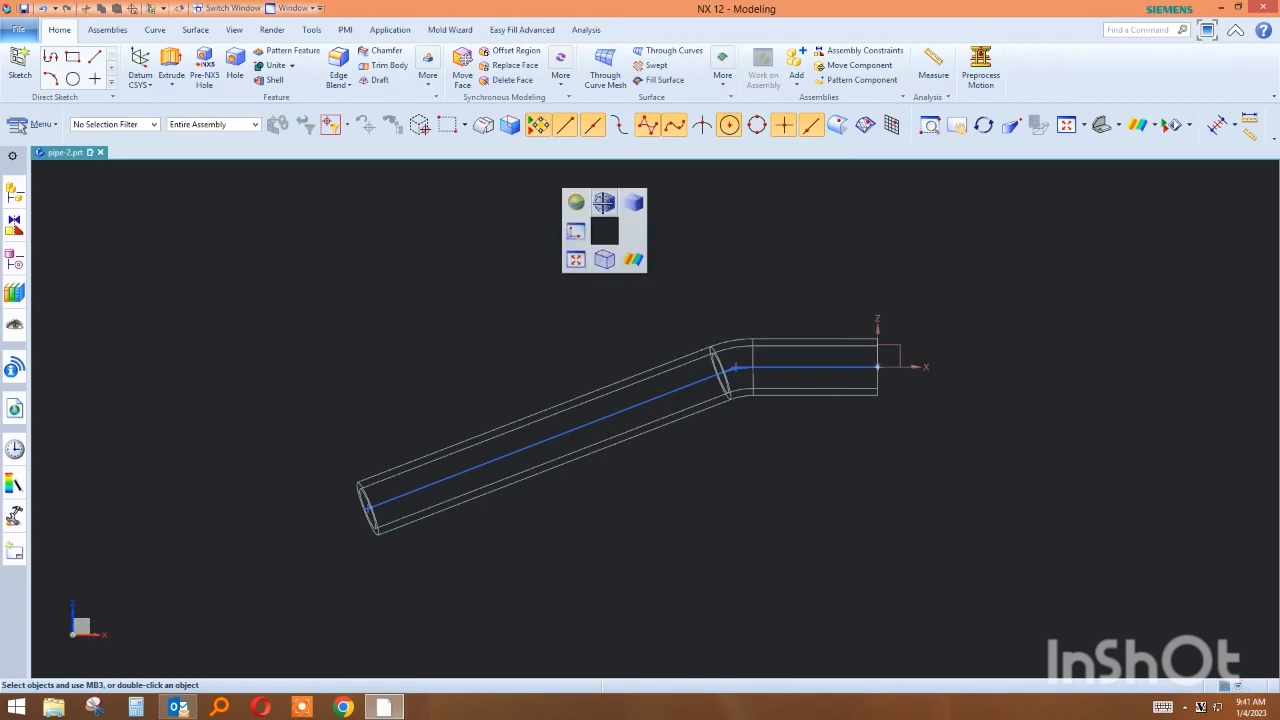 Switch Window Window
NX 12 - Modeling
SIEMENS
File Home Assemblies Curve Surface View Render Tools PMI Application Mold Wizard Easy Fill Advanced Analysis
Find a Command
Sketch
Direct Sketch
Datum CSYS
Extrude
Pre-NX5 Hole
Hole
Pattern Feature
Unite
Shell
Edge Blend
Chamfer
Trim Body
Draft
More
Feature
Move Face
Offset Region
Replace Face
Delete Face
More
Synchronous Modeling
Through Curve Mesh
Through Curves
Swept
Fill Surface
More
Surface
Work on Assembly
Add
Assembly Constraints
Move Component
Pattern Component
Assemblies
Measure
Analysis
Preprocess Motion
Menu
No Selection Filter
Entire Assembly
pipe-2.prt
Z
X
Z
X
InShOt
Select objects and use MB3, or double-click an object
9:41 AM
1/4/2023